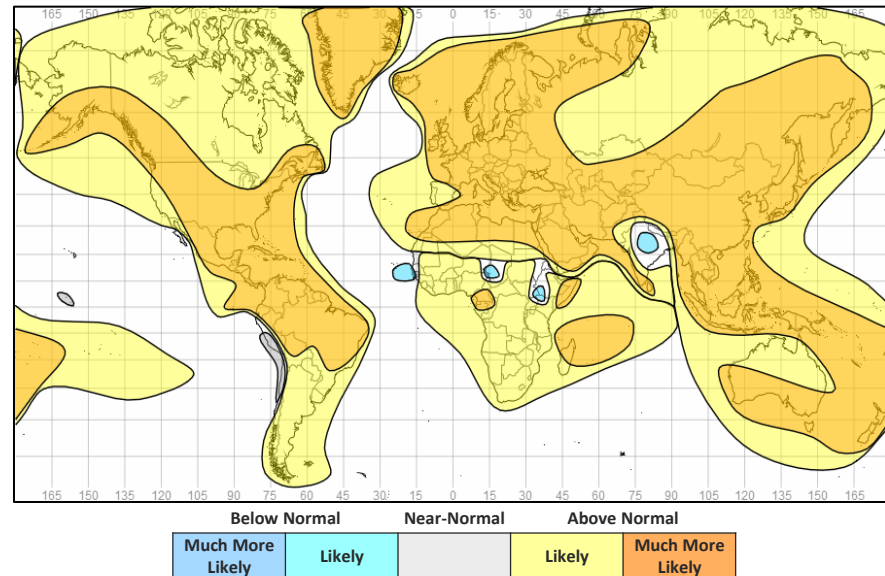 165 150 135 120 105 90 75 60 45 30 15 0 15 30 45 60 75 90 105 120 135 150 165
165 150 135 120 105 90 75 60 45 30 15 0 15 30 45 60 75 90 105 120 135 150 165
Below Normal Near-Normal Above Normal
Much More Likely Likely Much More
Likely Likely